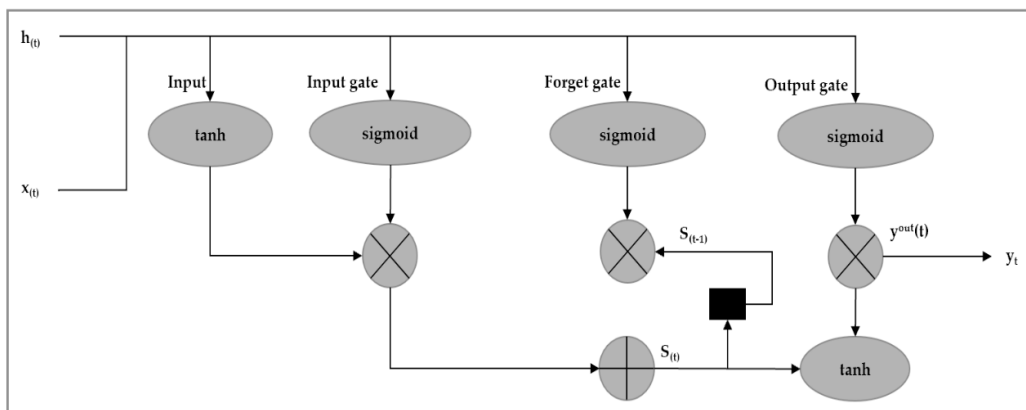 h(t)
Input
Input gate
Forget gate
Output gate
tanh
sigmoid
sigmoid
sigmoid
x(t)
S(t-1)
yout(t)
yt
S(t)
tanh